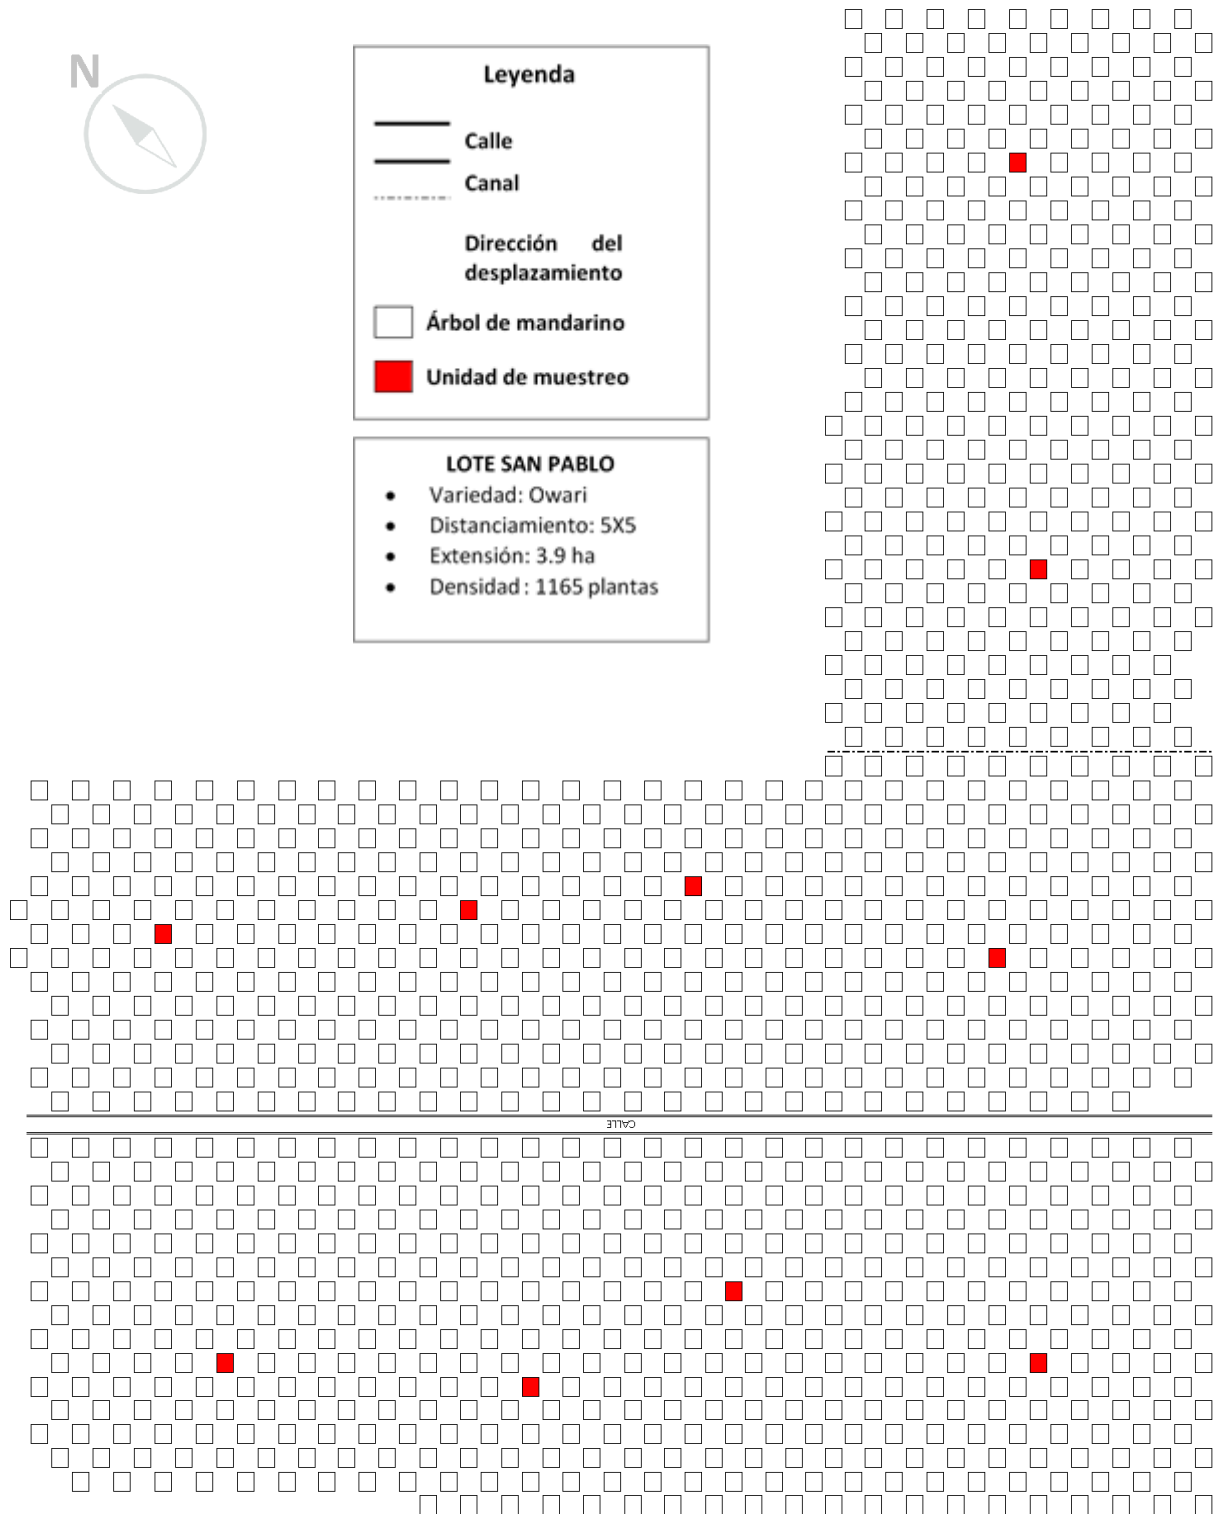 N
Leyenda
Calle
Canal
Dirección del
desplazamiento
Árbol de mandarino
Unidad de muestreo
LOTE SAN PABLO
• Variedad: Owari
• Distanciamiento: 5X5
• Extensión: 3.9 ha
• Densidad : 1165 plantas
CALLE